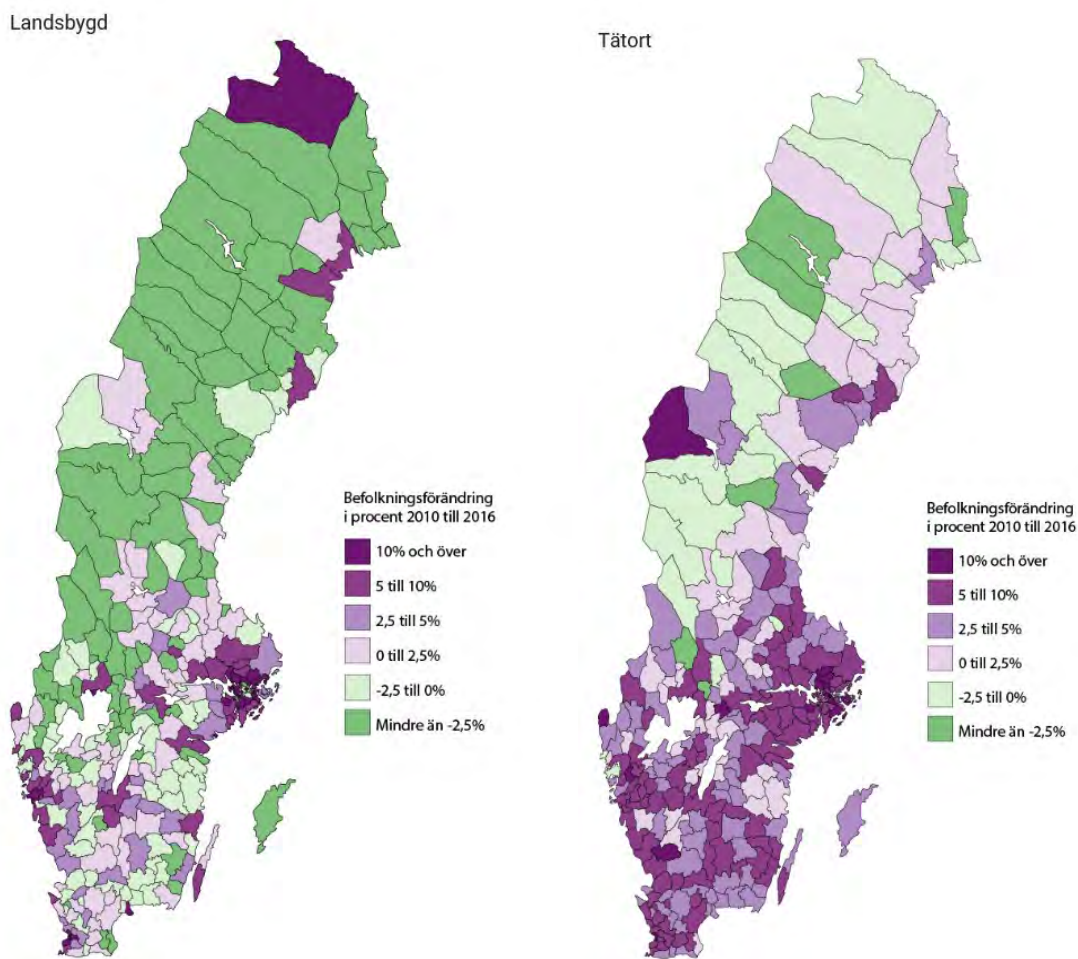 Landsbygd
Befolkningsförändring
i procent 2010 till 2016
10% och över
5 till 10%
2,5 till 5%
0 till 2,5%
-2,5 till 0%
Mindre än -2,5%
Tätort
Befolkningsförändring
i procent 2010 till 2016
10% och över
5 till 10%
2,5 till 5%
0 till 2,5%
-2,5 till 0%
Mindre än -2,5%